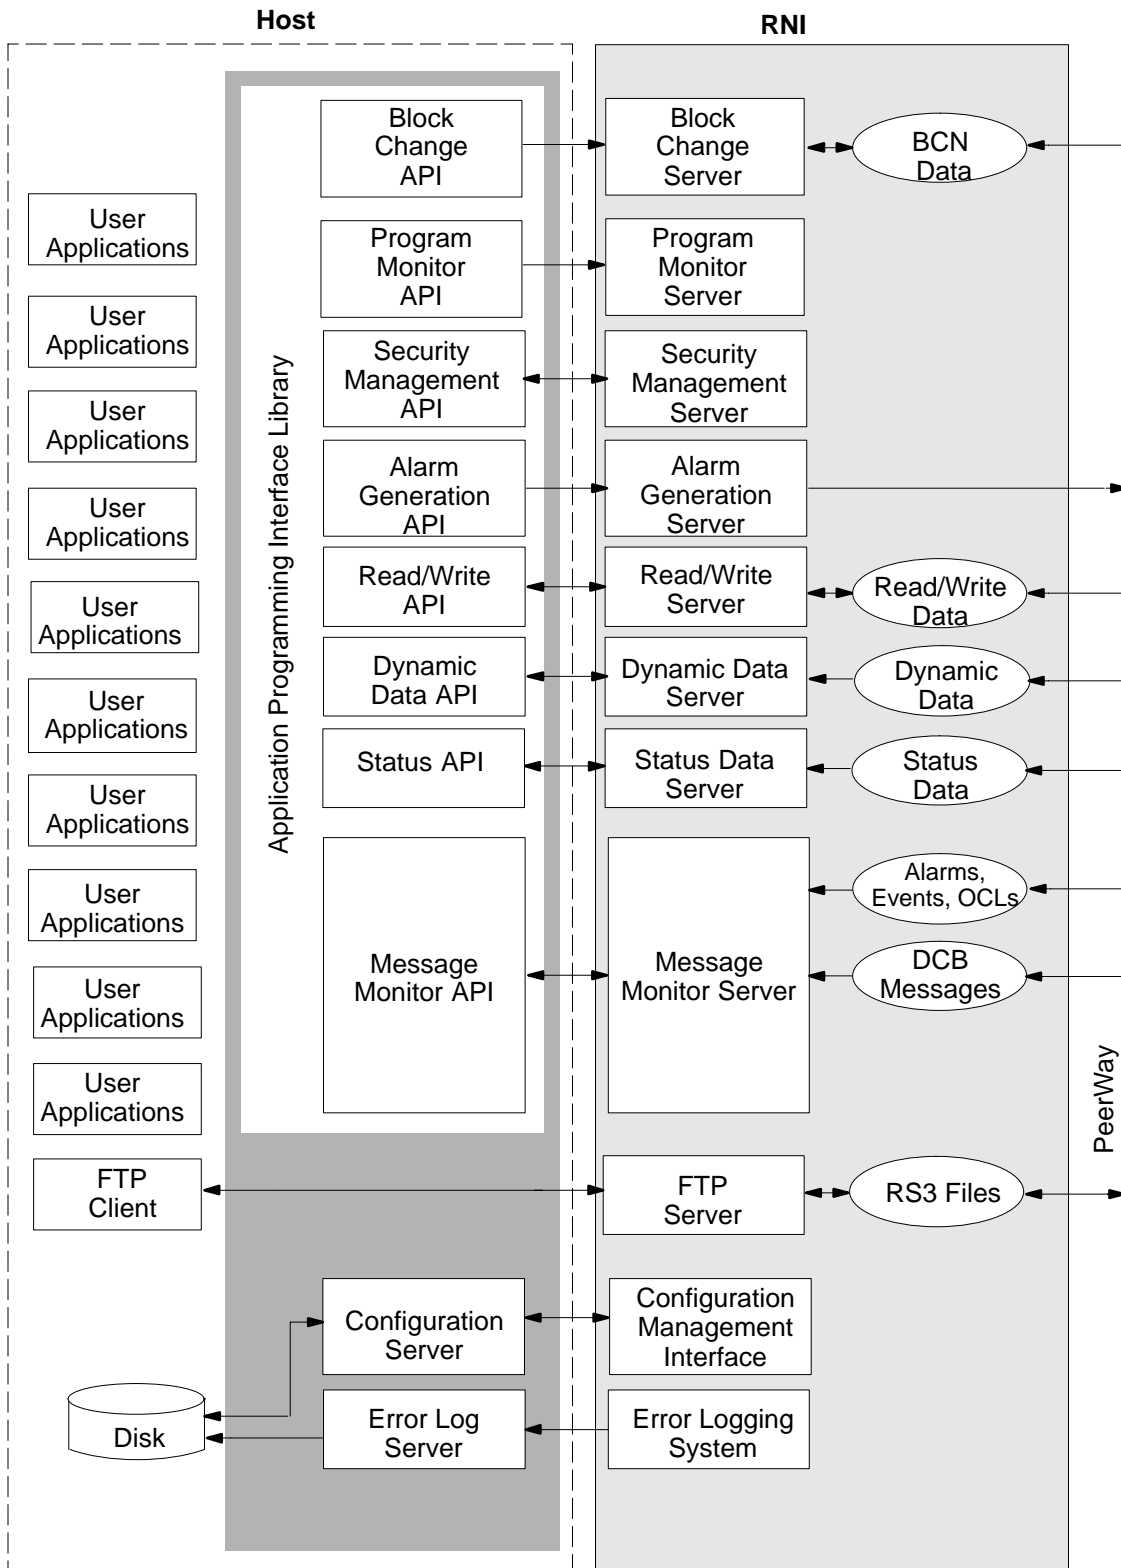 Host
RNI
Block
Change
API
Block
Change
Server
BCN
Data
User
Applications
Program
Monitor
API
Program
Monitor
Server
User
Applications
Security
Management
API
Security
Management
Server
User
Applications
Application Programming Interface Library
Alarm
Generation
API
Alarm
Generation
Server
User
Applications
Read/Write
API
Read/Write
Server
Read/Write
Data
User
Applications
Dynamic
Data API
Dynamic Data
Server
Dynamic
Data
User
Applications
Status API
Status Data
Server
Status
Data
User
Applications
Alarms,
Events, OCLs
User
Applications
Message
Monitor API
Message
Monitor Server
DCB
Messages
User
Applications
User
Applications
PeerWay
FTP
Client
FTP
Server
RS3 Files
Configuration
Server
Configuration
Management
Interface
Disk
Error Log
Server
Error Logging
System